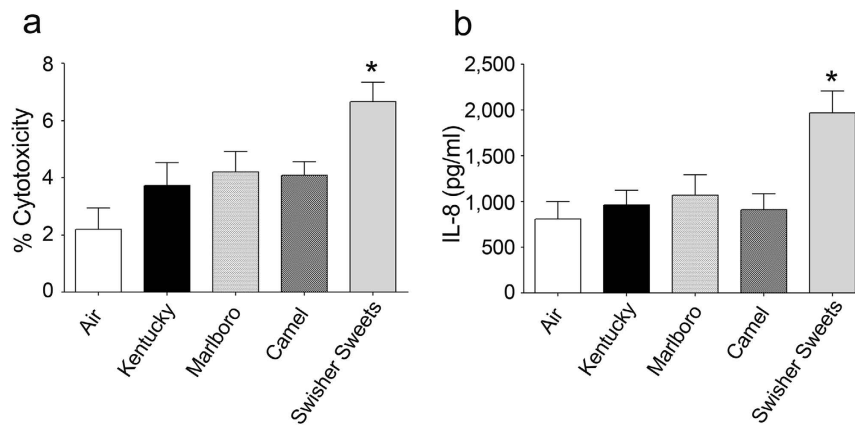 a
% Cytotoxicity
8
6
4
2
0
*
Air
Kentucky
Marlboro
Camel
Swisher Sweets
b
IL-8 (pg/ml)
2,500
2,000
1,500
1,000
500
0
*
Air
Kentucky
Marlboro
Camel
Swisher Sweets